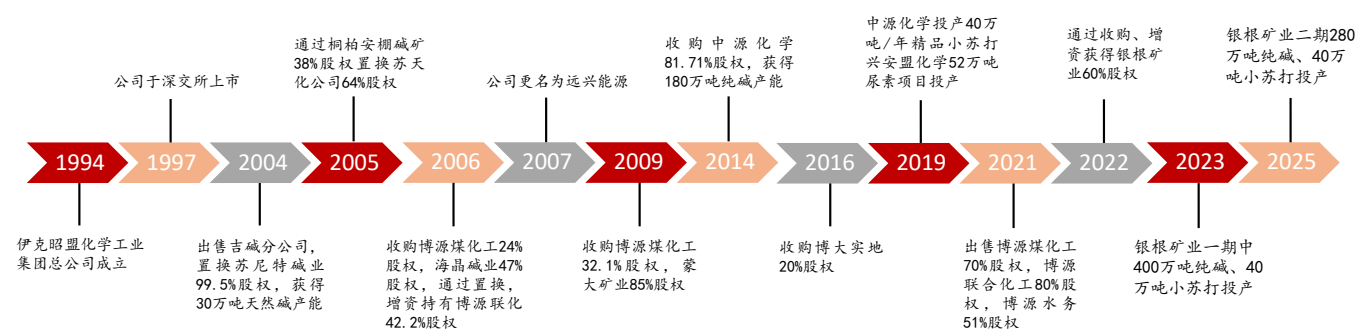 公司于深交所上市
通过桐柏安棚碱矿
38%股权置换苏天
化公司64%股权
公司更名为远兴能源
收购中源化学
81.71%股权，获得
180万吨纯碱产能
中源化学投产40万
吨/年精品小苏打
兴安盟化学52万吨
尿素项目投产
通过收购、增
资获得银根矿
业60%股权
银根矿业二期280
万吨纯碱、40万
吨小苏打投产
1994
1997
2004
2005
2006
2007
2009
2014
2016
2019
2021
2022
2023
2025
伊克昭盟化学工业
集团总公司成立
出售吉碱分公司，
置换苏尼特碱业
99.5%股权，获得
30万吨天然碱产能
收购博源煤化工24%
股权，海晶碱业47%
股权，通过置换，
增资持有博源联化
42.2%股权
收购博源煤化工
32.1%股权，蒙
大矿业85%股权
收购博大实地
20%股权
出售博源煤化工
70%股权，博源
联合化工80%股
权，博源水务
51%股权
银根矿业一期中
400万吨纯碱、40
万吨小苏打投产